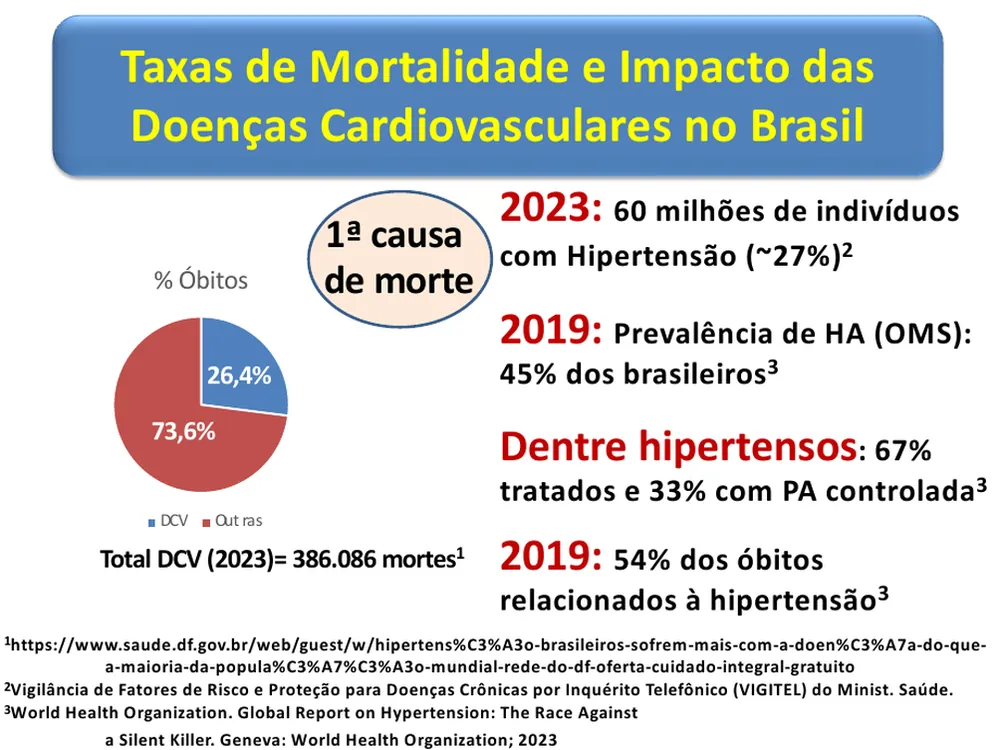 Taxas de Mortalidade e Impacto das
Doenças Cardiovasculares no Brasil
1ª causa
de morte
% Óbitos
26,4%
73,6%
DCV Out ras
Total DCV (2023)= 386.086 mortes¹
2023: 60 milhões de indivíduos
com Hipertensão (~27%)²
2019: Prevalência de HA (OMS):
45% dos brasileiros³
Dentre hipertensos: 67%
tratados e 33% com PA controlada³
2019: 54% dos óbitos
relacionados à hipertensão³
¹https://www.saude.df.gov.br/web/guest/w/hipertens%C3%A3o-brasileiros-sofrem-mais-com-a-doen%C3%A7a-do-que-
a-maioria-da-popula%C3%A7%C3%A3o-mundial-rede-do-df-oferta-cuidado-integral-gratuito
²Vigilância de Fatores de Risco e Proteção para Doenças Crônicas por Inquérito Telefônico (VIGITEL) do Minist. Saúde.
³World Health Organization. Global Report on Hypertension: The Race Against
a Silent Killer. Geneva: World Health Organization; 2023